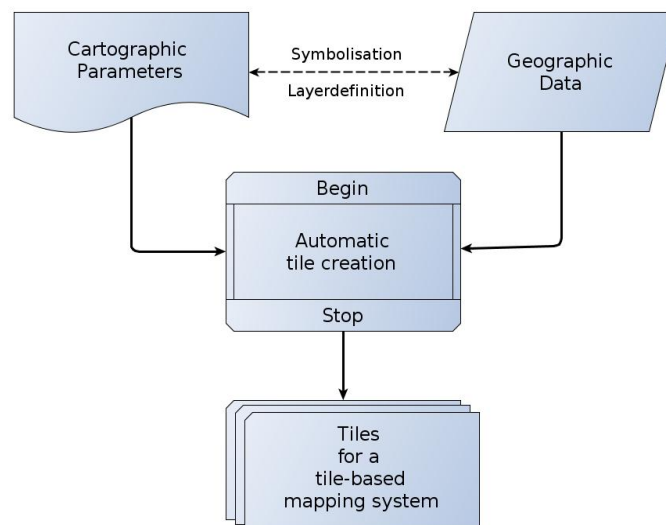 Cartographic
Parameters
Symbolisation
Layerdefinition
Geographic
Data
Begin
Automatic
tile creation
Stop
Tiles
for a
tile-based
mapping system